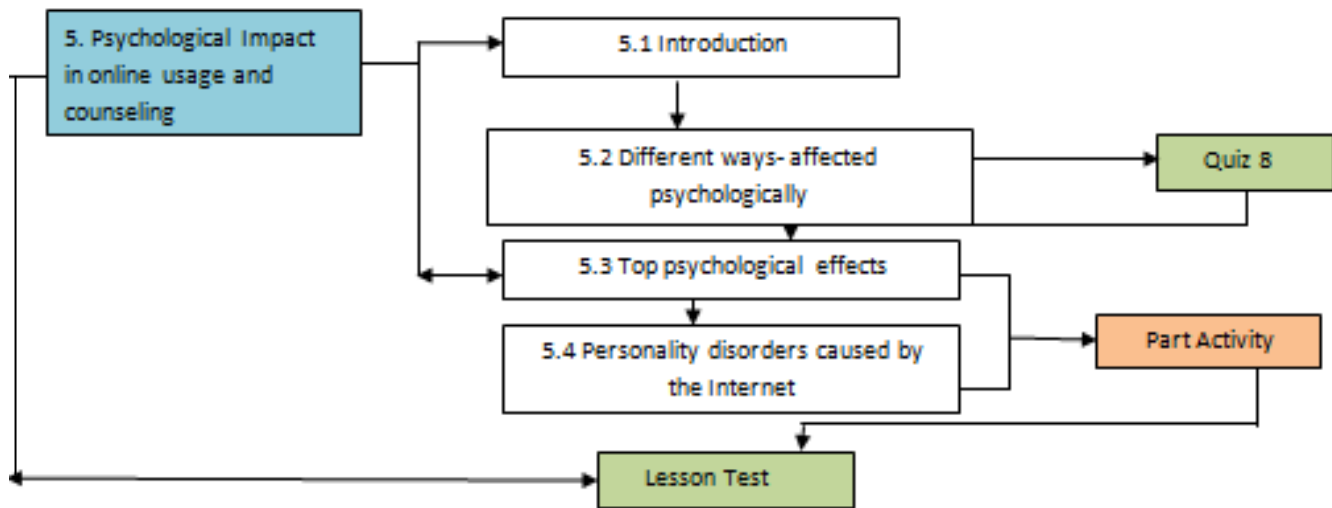 5. Psychological Impact
in online usage and
counseling
5.1 Introduction
5.2 Different ways- affected
psychologically
Quiz 8
5.3 Top psychological effects
5.4 Personality disorders caused by
the Internet
Part Activity
Lesson Test